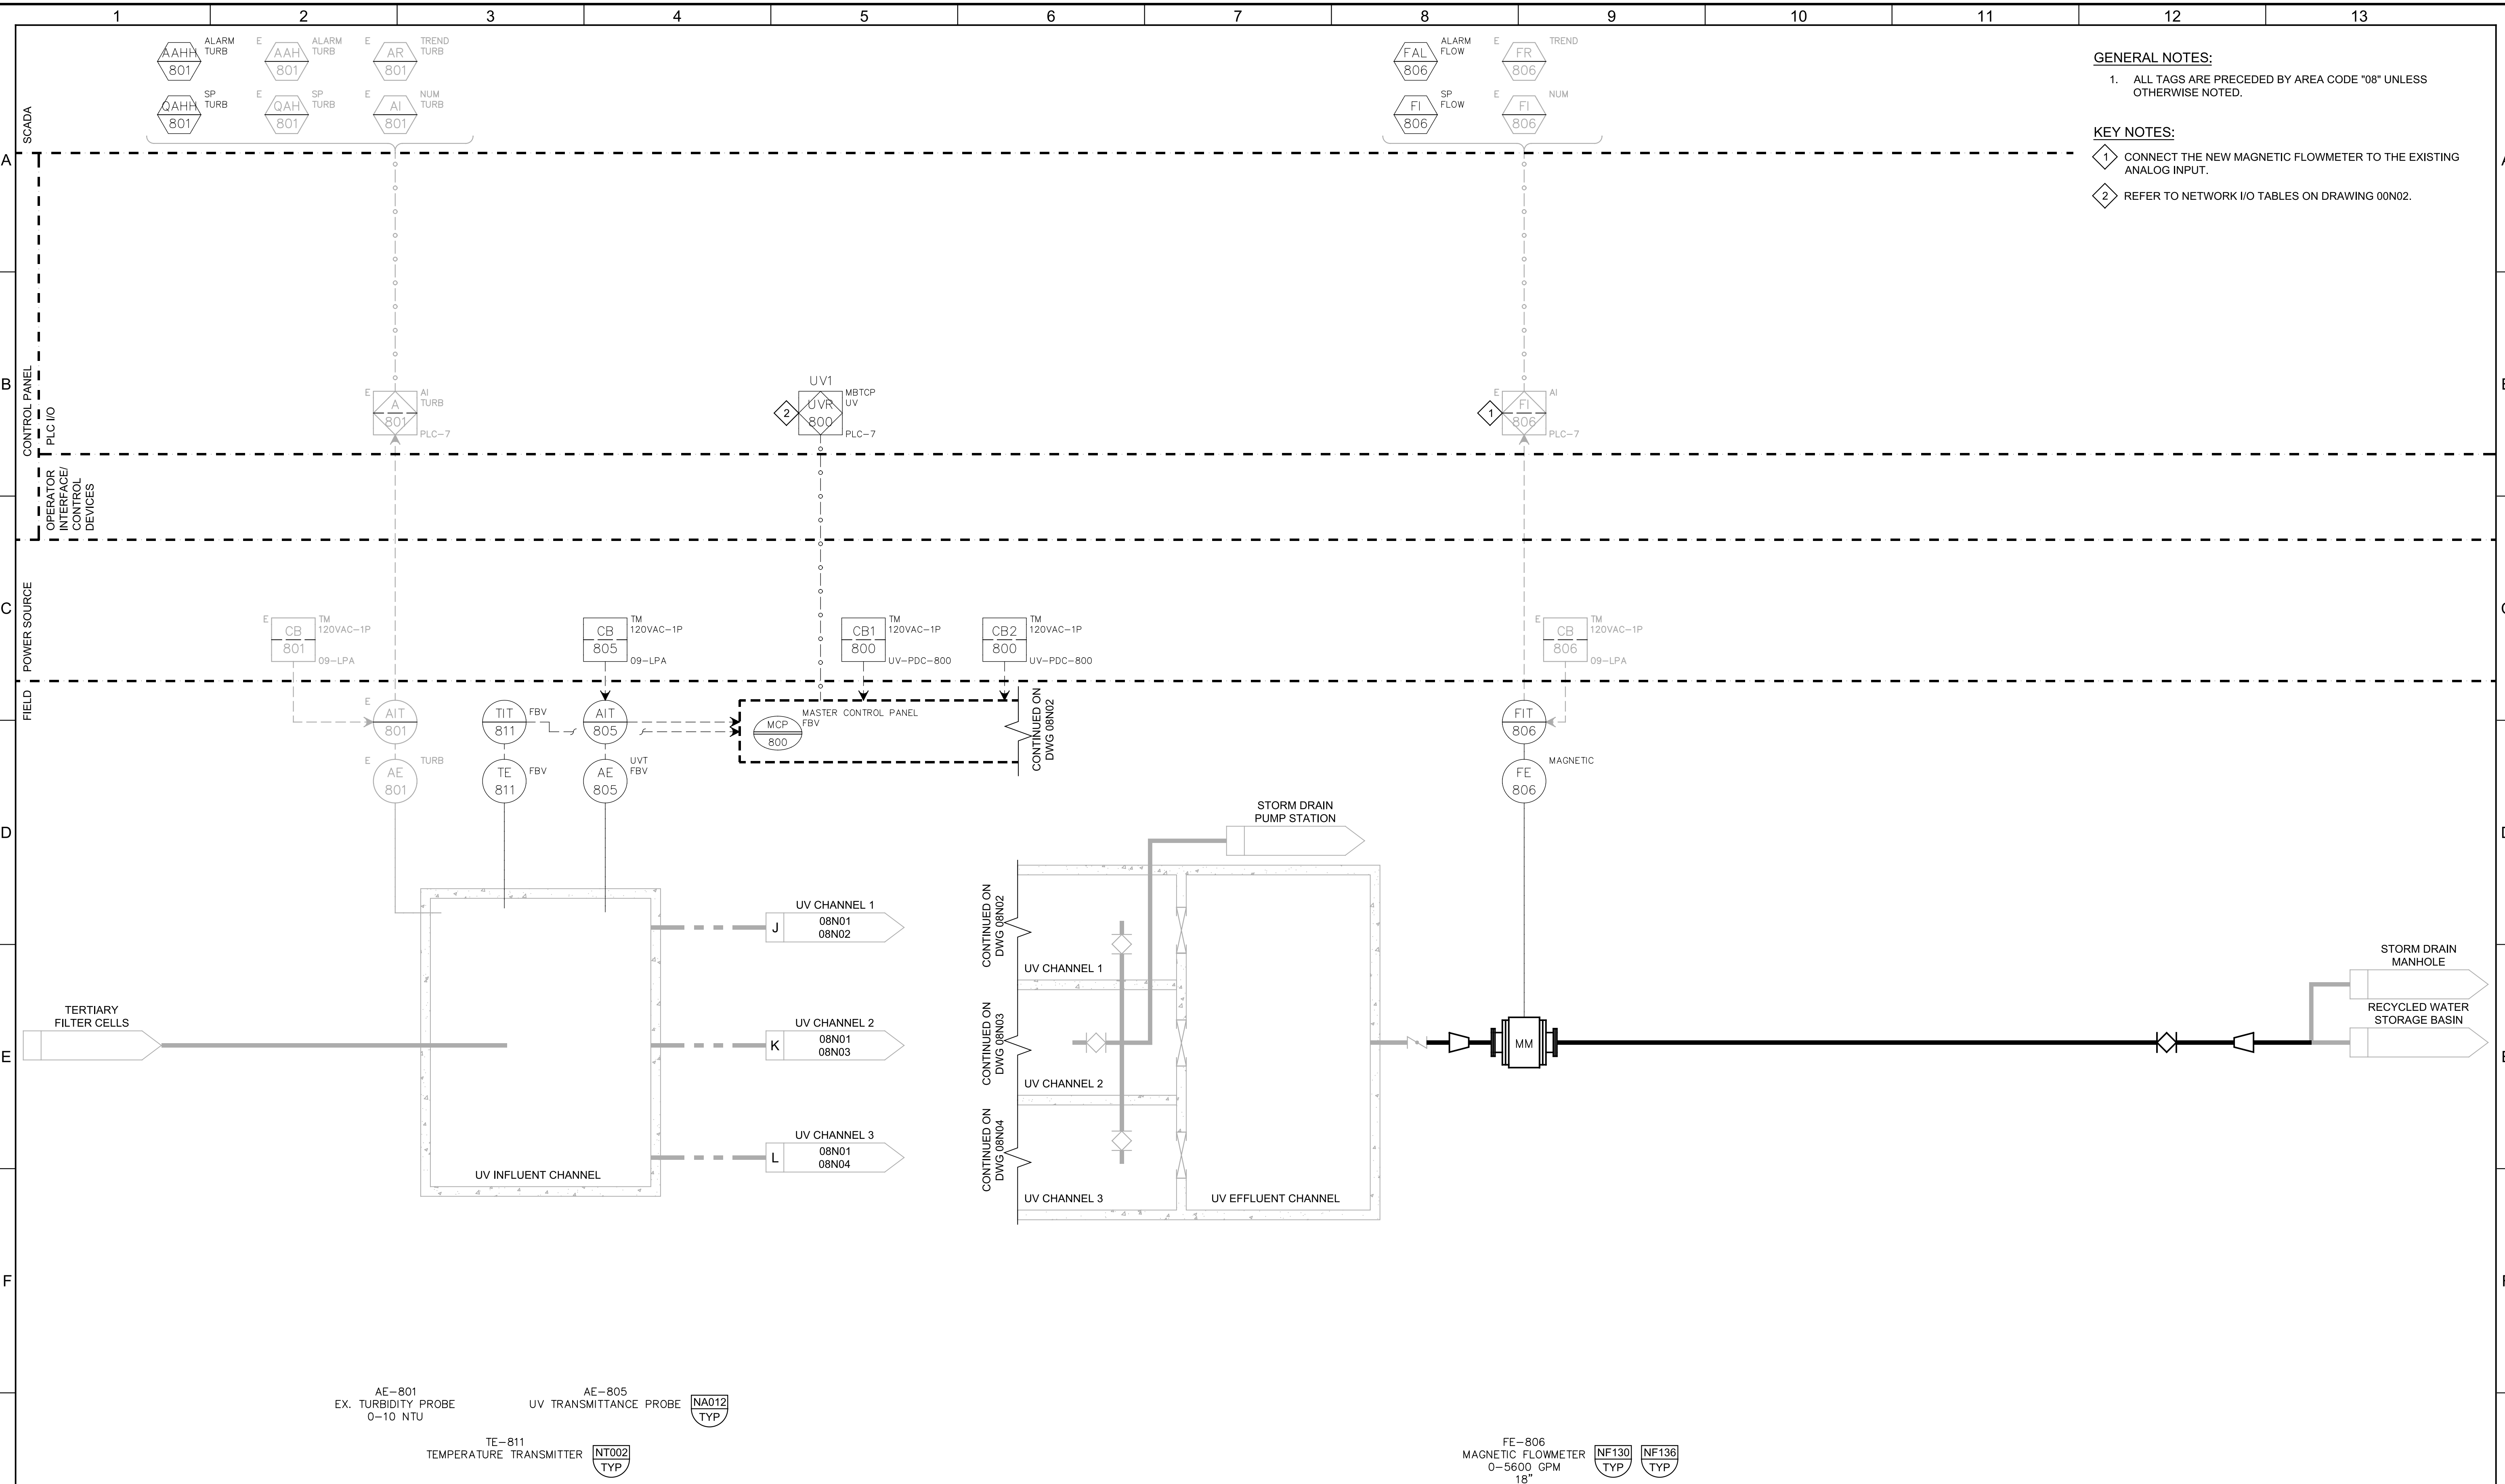 1 2 3 4 5 6 7 8 9 10 11 12 13
SCADA
AAHH 801 ALARM TURB
E AAH 801 ALARM TURB
E AR 801 TREND TURB
QAHH 801 SP TURB
E QAH 801 SP TURB
E AI 801 NUM TURB
FAL 806 ALARM FLOW
E FR 806 TREND
FI 806 SP FLOW
E FI 806 NUM
GENERAL NOTES:
1. ALL TAGS ARE PRECEDED BY AREA CODE "08" UNLESS
OTHERWISE NOTED.
KEY NOTES:
1 CONNECT THE NEW MAGNETIC FLOWMETER TO THE EXISTING
ANALOG INPUT.
2 REFER TO NETWORK I/O TABLES ON DRAWING 00N02.
A
B
C
D
E
F
CONTROL PANEL
PLC I/O
OPERATOR
INTERFACE/
CONTROL
DEVICES
POWER SOURCE
FIELD
E A 801 AI TURB PLC-7
UV1
2 UVR 800 MBTCP UV PLC-7
1 E FI 806 AI PLC-7
E CB 801 TM 120VAC-1P 09-LPA
CB 805 TM 120VAC-1P 09-LPA
CB1 800 TM 120VAC-1P UV-PDC-800
CB2 800 TM 120VAC-1P UV-PDC-800
E CB 806 TM 120VAC-1P 09-LPA
E AIT 801
TIT 811 FBV
AIT 805
MASTER CONTROL PANEL
MCP 800 FBV
CONTINUED ON
DWG 08N02
FIT 806
E AE 801 TURB
TE 811 FBV
AE 805 UVT FBV
FE 806 MAGNETIC
STORM DRAIN
PUMP STATION
TERTIARY
FILTER CELLS
UV INFLUENT CHANNEL
UV CHANNEL 1
J 08N01
08N02
UV CHANNEL 2
K 08N01
08N03
UV CHANNEL 3
L 08N01
08N04
CONTINUED ON
DWG 08N02
UV CHANNEL 1
CONTINUED ON
DWG 08N03
UV CHANNEL 2
CONTINUED ON
DWG 08N04
UV CHANNEL 3
UV EFFLUENT CHANNEL
MM
STORM DRAIN
MANHOLE
RECYCLED WATER
STORAGE BASIN
AE-801
EX. TURBIDITY PROBE
0-10 NTU
AE-805
UV TRANSMITTANCE PROBE
NA012
TYP
TE-811
TEMPERATURE TRANSMITTER
NT002
TYP
FE-806
MAGNETIC FLOWMETER
0-5600 GPM
18"
NF130
TYP
NF136
TYP